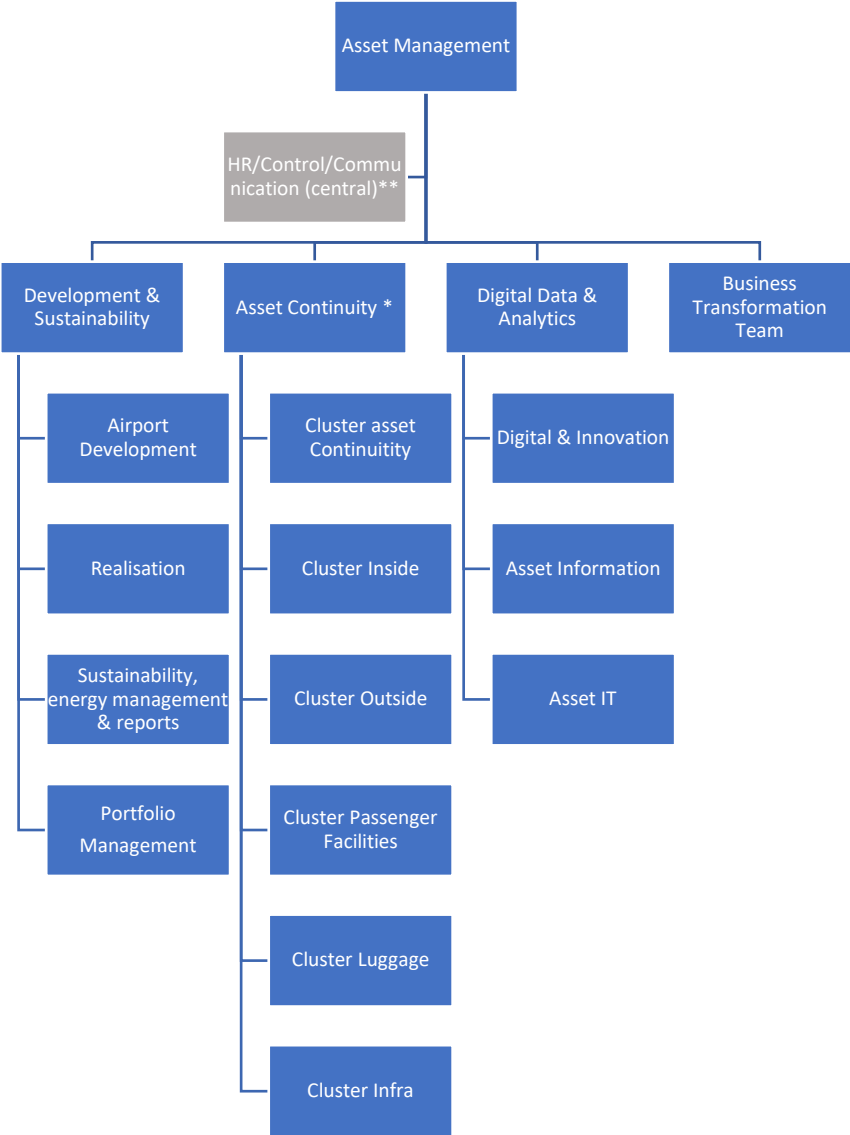 Asset Management
HR/Control/Commu
nication (central)**
Development &
Sustainability
Asset Continuity *
Digital Data &
Analytics
Business
Transformation
Team
Airport
Development
Realisation
Sustainability,
energy management
& reports
Portfolio
Management
Cluster asset
Continuitity
Cluster Inside
Cluster Outside
Cluster Passenger
Facilities
Cluster Luggage
Cluster Infra
Digital & Innovation
Asset Information
Asset IT